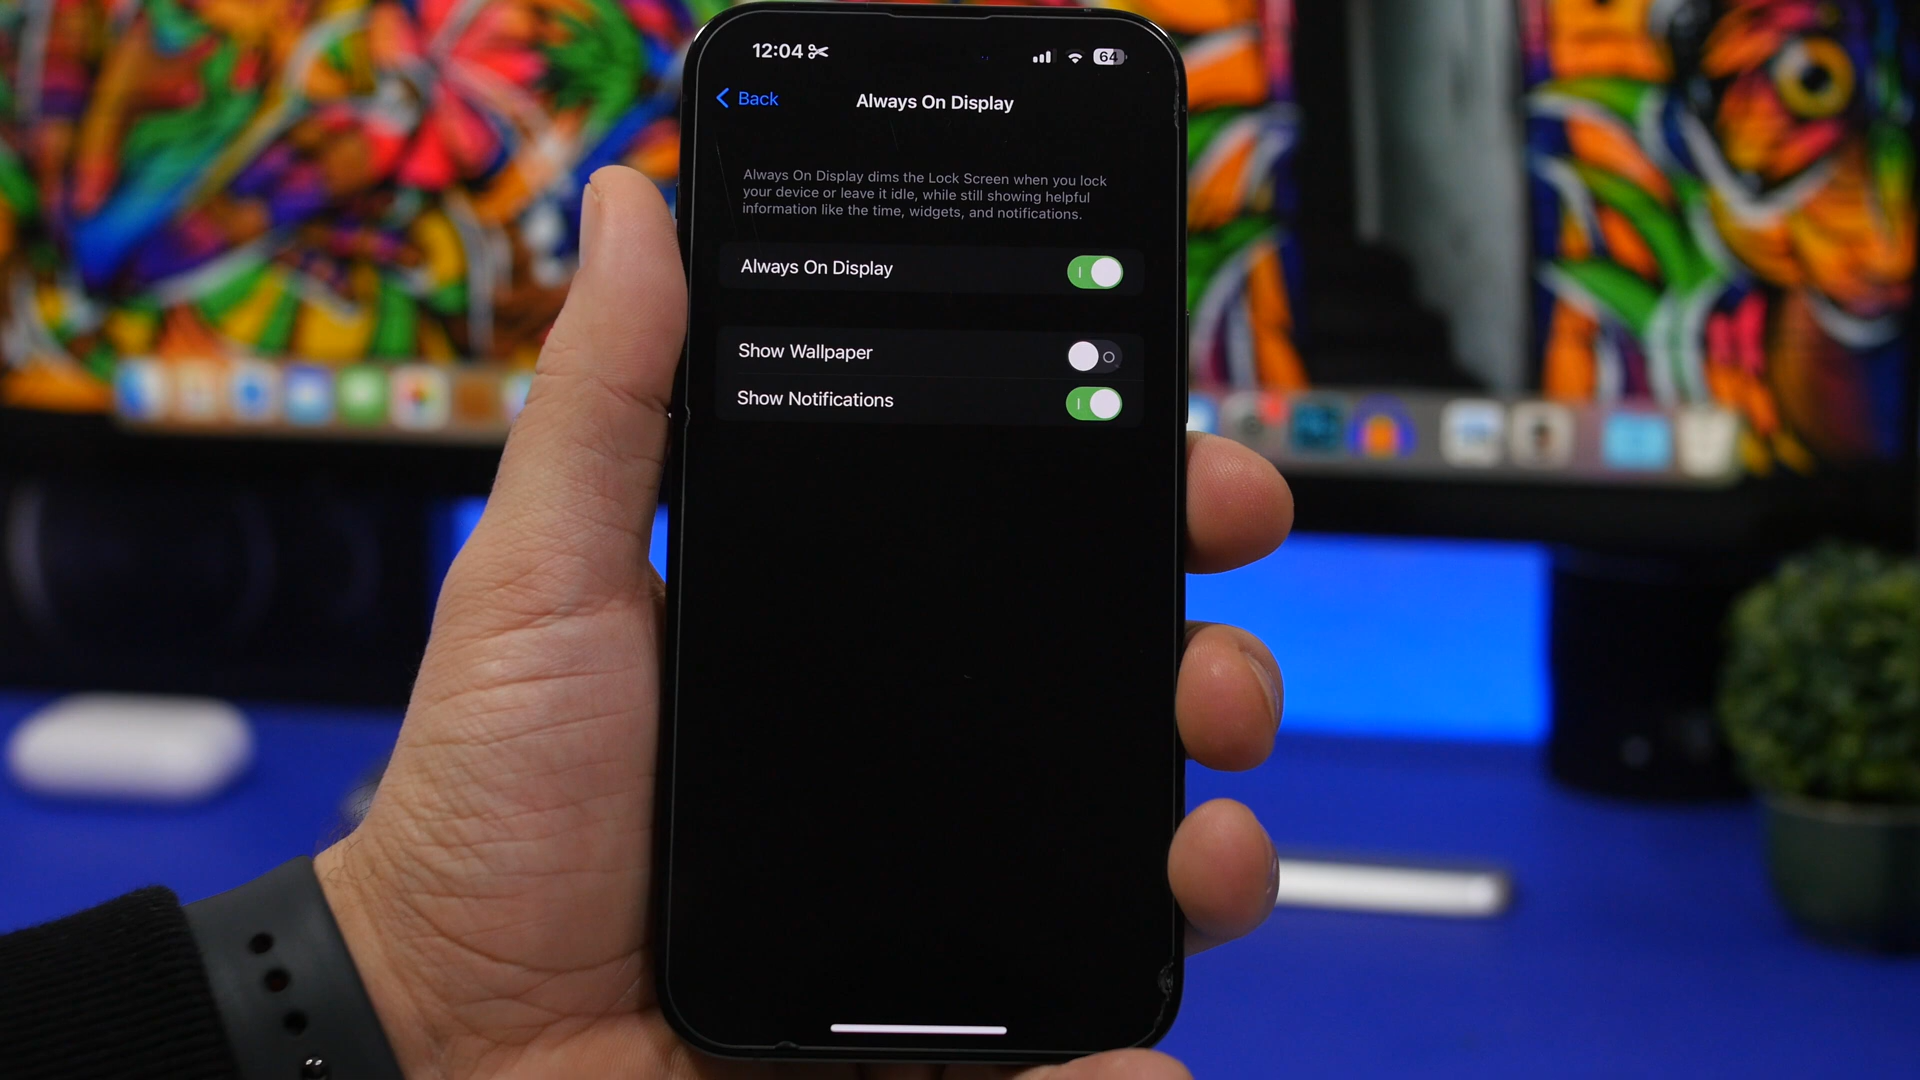 12:04
64
Back
Always On Display
Always On Display dims the Lock Screen when you lock
your device or leave it idle, while still showing helpful
information like the time, widgets, and notifications.
Always On Display
Show Wallpaper
Show Notifications